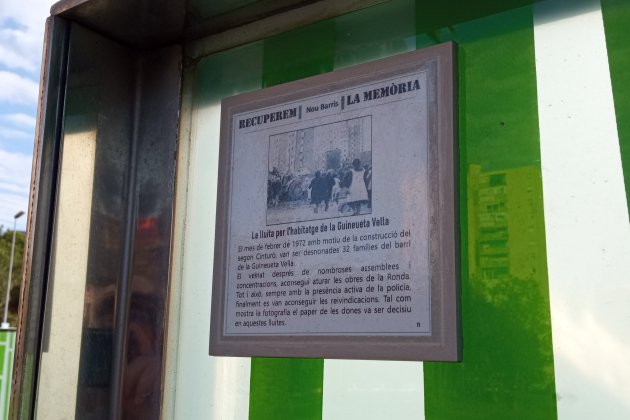 RECUPEREM Nou Barris LA MEMÒRIA
La lluita per l'habitatge de la Guineueta Vella
El mes de febrer de 1972 amb motiu de la construcció del
segon Cinturó, van ser desnonades 32 famílies del barri
de la Guineueta Vella.
El veïnat després de nombroses assemblees i
concentracions, aconseguí aturar les obres de la Ronda.
Tot i això, sempre amb la presència activa de la policia,
finalment es van aconseguir les reivindicacions. Tal com
mostra la fotografia el paper de les dones va ser decisiu
en aquestes lluites.